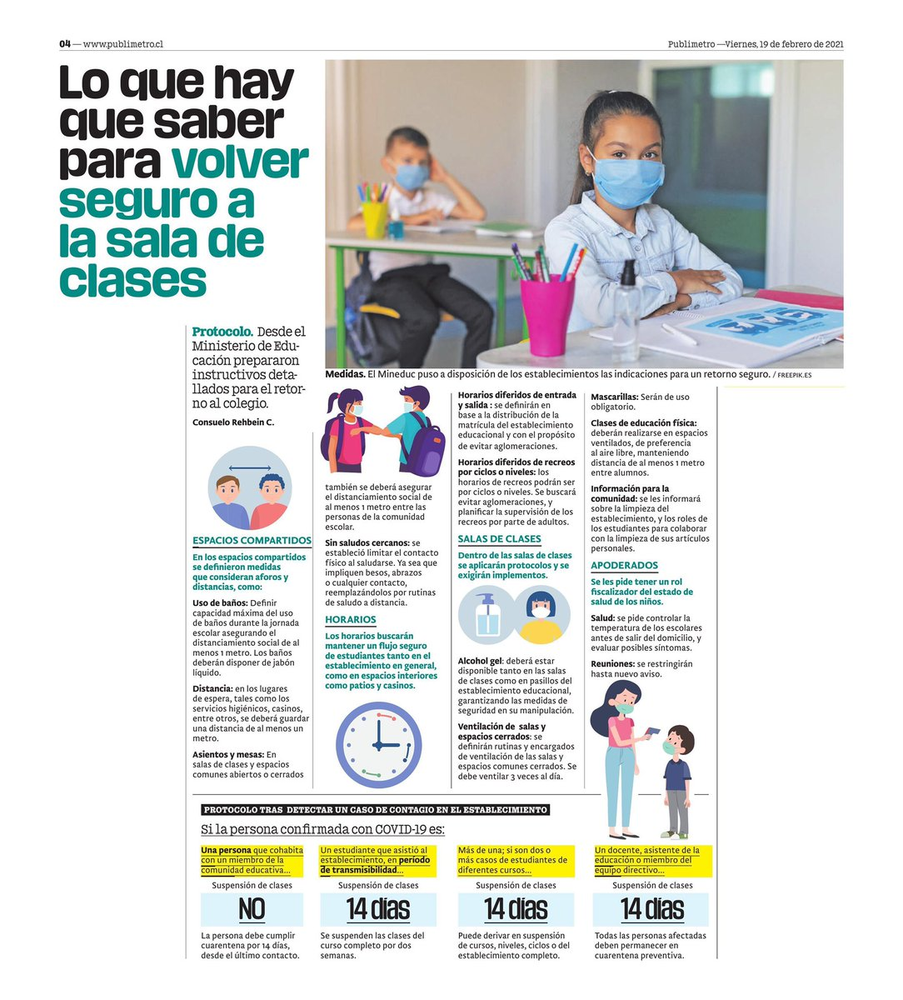 04 — www.publimetro.cl
Publimetro —Viernes, 19 de febrero de 2021
Lo que hay
que saber
para volver
seguro a
la sala de
clases
Protocolo. Desde el
Ministerio de Edu-
cación prepararon
instructivos deta-
llados para el retor-
no al colegio.
Consuelo Rehbein C.
Medidas. El Mineduc puso a disposición de los establecimientos las indicaciones para un retorno seguro. / FREEPIK.ES
ESPACIOS COMPARTIDOS
En los espacios compartidos
se definieron medidas
que consideran aforos y
distancias, como:
Uso de baños: Definir
capacidad máxima del uso
de baños durante la jornada
escolar asegurando el
distanciamiento social de al
menos 1 metro. Los baños
deberán disponer de jabón
líquido.
Distancia: en los lugares
de espera, tales como los
servicios higiénicos, casinos,
entre otros, se deberá guardar
una distancia de al menos un
metro.
Asientos y mesas: En
salas de clases y espacios
comunes abiertos o cerrados
también se deberá asegurar
el distanciamiento social de
al menos 1 metro entre las
personas de la comunidad
escolar.
Sin saludos cercanos: se
estableció limitar el contacto
físico al saludarse. Ya sea que
impliquen besos, abrazos
o cualquier contacto,
reemplazándolos por rutinas
de saludo a distancia.
HORARIOS
Los horarios buscarán
mantener un flujo seguro
de estudiantes tanto en el
establecimiento en general,
como en espacios interiores
como patios y casinos.
Horarios diferidos de entrada
y salida : se definirán en
base a la distribución de la
matrícula del establecimiento
educacional y con el propósito
de evitar aglomeraciones.
Horarios diferidos de recreos
por ciclos o niveles: los
horarios de recreos podrán ser
por ciclos o niveles. Se buscará
evitar aglomeraciones, y
planificar la supervisión de los
recreos por parte de adultos.
SALAS DE CLASES
Dentro de las salas de clases
se aplicarán protocolos y se
exigirán implementos.
Alcohol gel: deberá estar
disponible tanto en las salas
de clases como en pasillos del
establecimiento educacional,
garantizando las medidas de
seguridad en su manipulación.
Ventilación de salas y
espacios cerrados: se
definirán rutinas y encargados
de ventilación de las salas y
espacios comunes cerrados. Se
debe ventilar 3 veces al día.
Mascarillas: Serán de uso
obligatorio.
Clases de educación física:
deberán realizarse en espacios
ventilados, de preferencia
al aire libre, manteniendo
distancia de al menos 1 metro
entre alumnos.
Información para la
comunidad: se les informará
sobre la limpieza del
establecimiento, y los roles de
los estudiantes para colaborar
con la limpieza de sus artículos
personales.
APODERADOS
Se les pide tener un rol
fiscalizador del estado de
salud de los niños.
Salud: se pide controlar la
temperatura de los escolares
antes de salir del domicilio, y
evaluar posibles síntomas.
Reuniones: se restringirán
hasta nuevo aviso.
PROTOCOLO TRAS DETECTAR UN CASO DE CONTAGIO EN EL ESTABLECIMIENTO
Si la persona confirmada con COVID-19 es:
Una persona que cohabita
con un miembro de la
comunidad educativa...
Suspensión de clases
NO
La persona debe cumplir
cuarentena por 14 días,
desde el último contacto.
Un estudiante que asistió al
establecimiento, en período
de transmisibilidad...
Suspensión de clases
14 días
Se suspenden las clases del
curso completo por dos
semanas.
Más de una; si son dos o
más casos de estudiantes de
diferentes cursos...
Suspensión de clases
14 días
Puede derivar en suspensión
de cursos, niveles, ciclos o del
establecimiento completo.
Un docente, asistente de la
educación o miembro del
equipo directivo...
Suspensión de clases
14 días
Todas las personas afectadas
deben permanecer en
cuarentena preventiva.